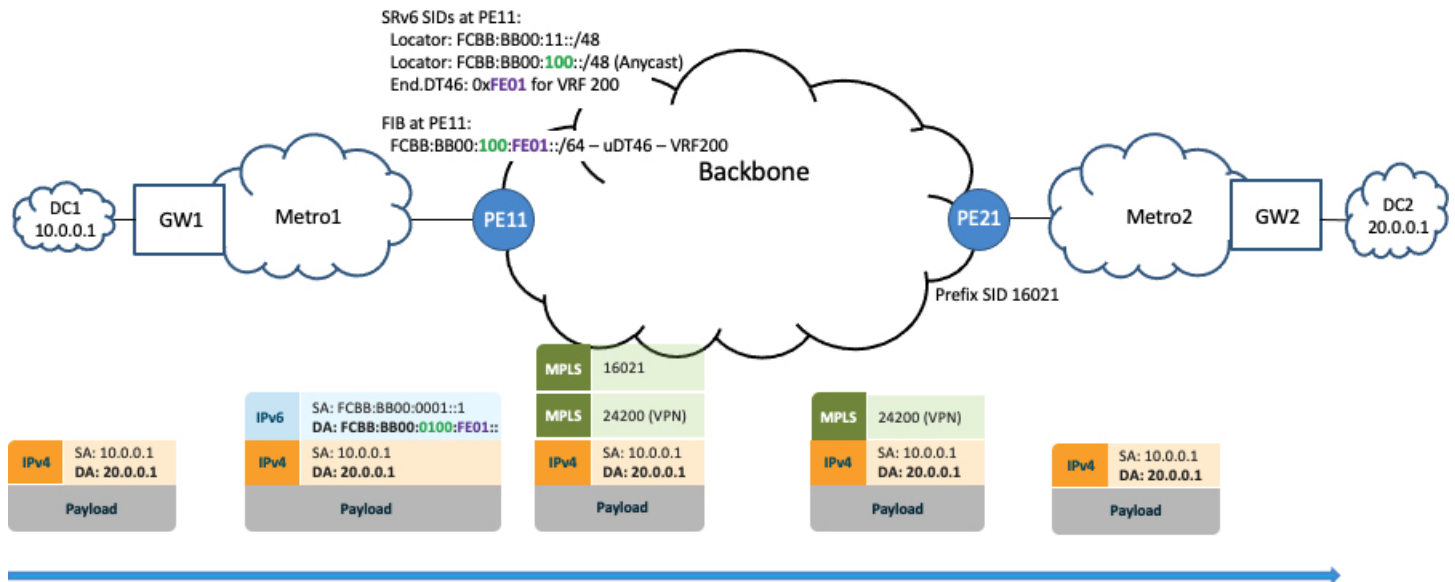 SRv6 SIDs at PE11:
Locator: FCBB:BB00:11::/48
Locator: FCBB:BB00:100::/48 (Anycast)
End.DT46: 0xFE01 for VRF 200
FIB at PE11:
FCBB:BB00:100:FE01::/64 – uDT46 – VRF200
Backbone
DC1
10.0.0.1
GW1
Metro1
PE11
PE21
Metro2
GW2
DC2
20.0.0.1
Prefix SID 16021
IPv4
SA: 10.0.0.1
DA: 20.0.0.1
Payload
IPv6
SA: FCBB:BB00:0001::1
DA: FCBB:BB00:0100:FE01::
IPv4
SA: 10.0.0.1
DA: 20.0.0.1
Payload
MPLS 16021
MPLS 24200 (VPN)
IPv4
SA: 10.0.0.1
DA: 20.0.0.1
Payload
MPLS 24200 (VPN)
IPv4
SA: 10.0.0.1
DA: 20.0.0.1
Payload
IPv4
SA: 10.0.0.1
DA: 20.0.0.1
Payload